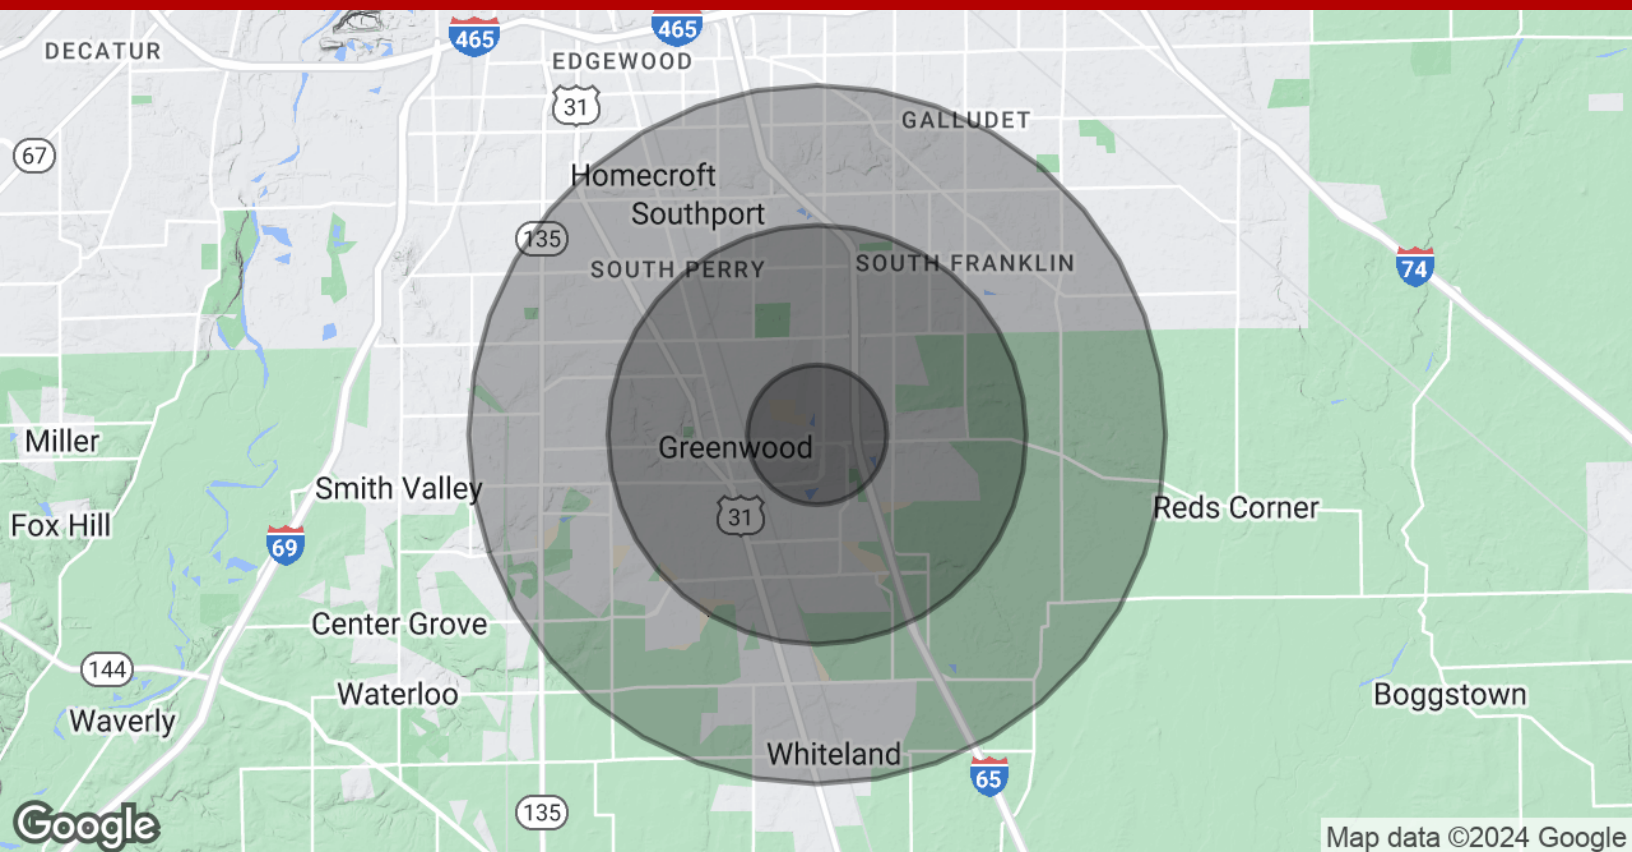 465
465
DECATUR
EDGEWOOD
31
GALLUDET
67
Homecroft
Southport
135
SOUTH PERRY
SOUTH FRANKLIN
74
Miller
Greenwood
Smith Valley
Reds Corner
Fox Hill
31
69
Center Grove
144
Waterloo
Boggstown
Waverly
Whiteland
65
135
Google
Map data ©2024 Google